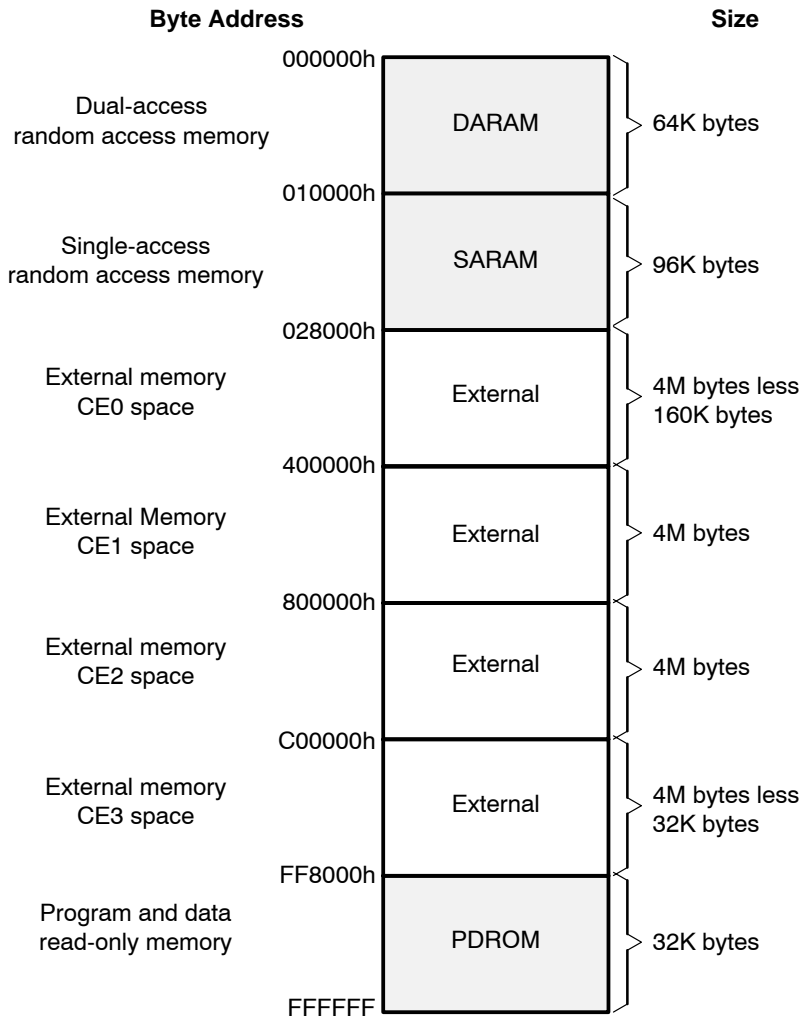 Byte Address
Size
000000h
Dual-access
random access memory
DARAM
64K bytes
010000h
Single-access
random access memory
SARAM
96K bytes
028000h
External memory
CE0 space
External
4M bytes less
160K bytes
400000h
External Memory
CE1 space
External
4M bytes
800000h
External memory
CE2 space
External
4M bytes
C00000h
External memory
CE3 space
External
4M bytes less
32K bytes
FF8000h
Program and data
read-only memory
PDROM
32K bytes
FFFFFF